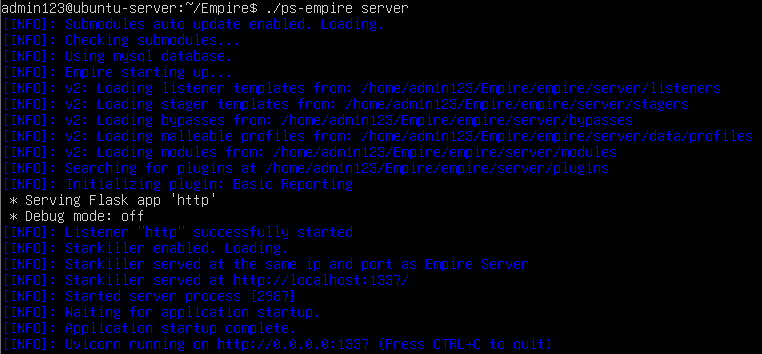 admin123@ubuntu-server:~/Empire$ ./ps-empire server
[INFO]: Submodules auto update enabled. Loading.
[INFO]: Checking submodules...
[INFO]: Using mysql database.
[INFO]: Empire starting up...
[INFO]: v2: Loading listener templates from: /home/admin123/Empire/empire/server/listeners
[INFO]: v2: Loading stager templates from: /home/admin123/Empire/empire/server/stagers
[INFO]: v2: Loading bypasses from: /home/admin123/Empire/empire/server/bypasses
[INFO]: v2: Loading malleable profiles from: /home/admin123/Empire/empire/server/data/profiles
[INFO]: v2: Loading modules from: /home/admin123/Empire/empire/server/modules
[INFO]: Searching for plugins at /home/admin123/Empire/empire/server/plugins
[INFO]: Initializing plugin: Basic Reporting
 * Serving Flask app 'http'
 * Debug mode: off
[INFO]: Listener "http" successfully started
[INFO]: Starkiller enabled. Loading.
[INFO]: Starkiller served at the same ip and port as Empire Server
[INFO]: Starkiller served at http://localhost:1337/
[INFO]: Started server process [2967]
[INFO]: Waiting for application startup.
[INFO]: Application startup complete.
[INFO]: Uvicorn running on http://0.0.0.0:1337 (Press CTRL+C to quit)